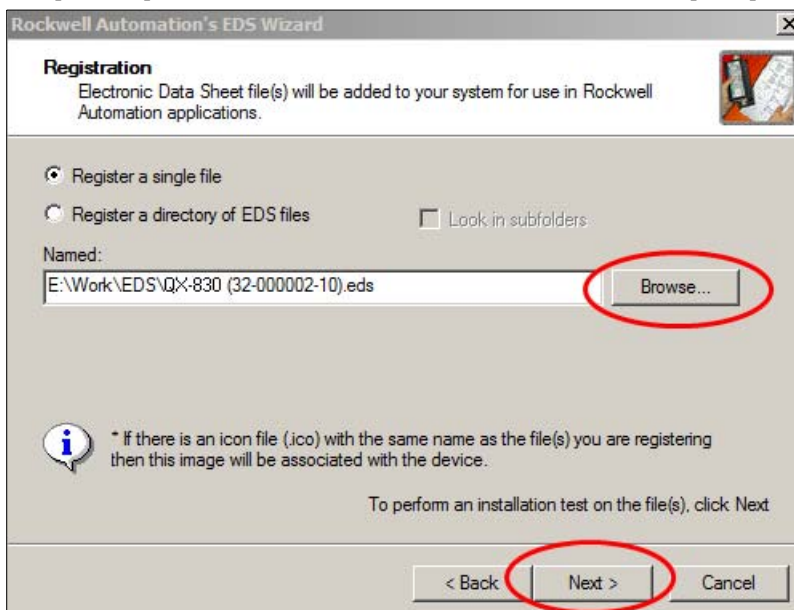 Rockwell Automation's EDS Wizard
Registration
Electronic Data Sheet file(s) will be added to your system for use in Rockwell
Automation applications.
Register a single file
Register a directory of EDS files
Look in subfolders
Named:
E:\Work\EDS\QX-830 (32-000002-10).eds
Browse...
* If there is an icon file (.ico) with the same name as the file(s) you are registering
then this image will be associated with the device.
To perform an installation test on the file(s), click Next
< Back
Next >
Cancel